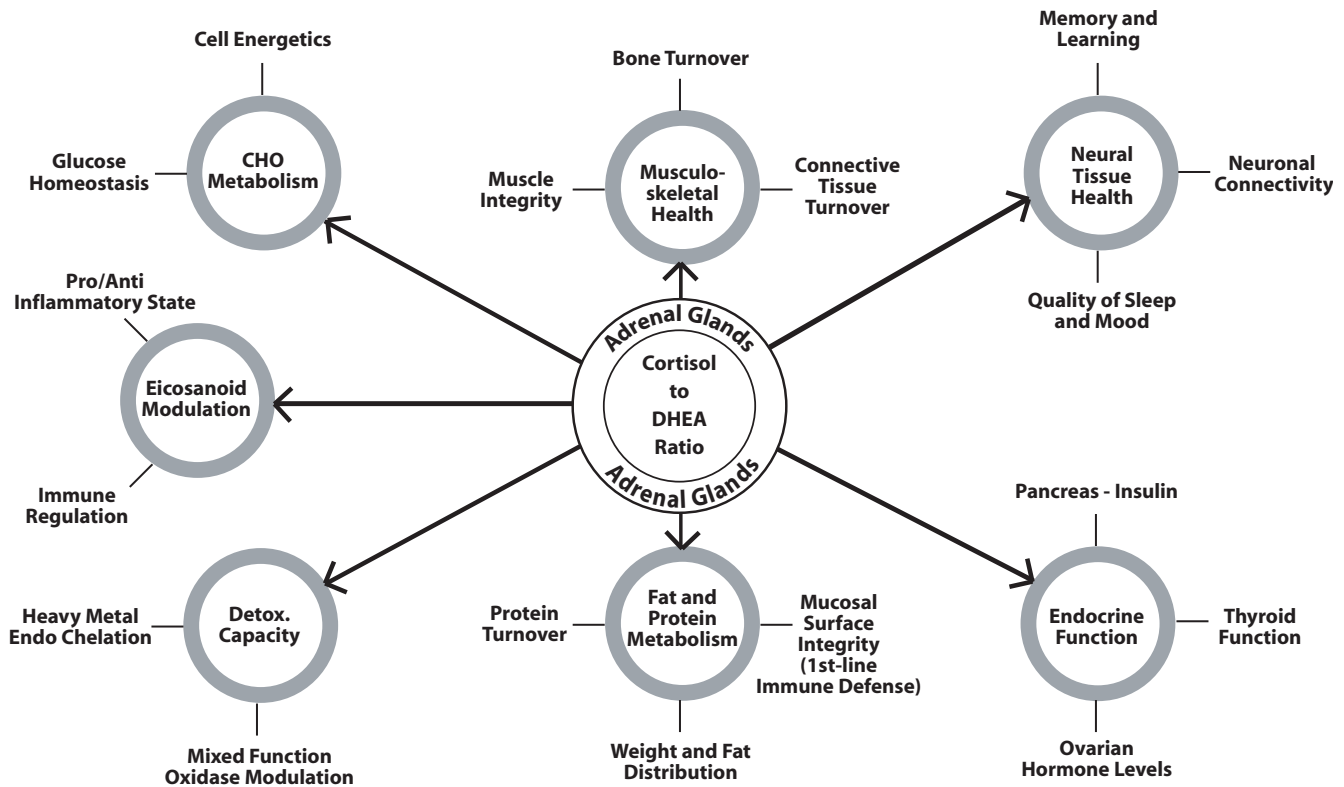 Cell Energetics
Glucose
Homeostasis
CHO
Metabolism
Bone Turnover
Muscle
Integrity
Musculo-
skeletal
Health
Connective
Tissue
Turnover
Memory and
Learning
Neural
Tissue
Health
Neuronal
Connectivity
Quality of Sleep
and Mood
Pro/Anti
Inflammatory State
Eicosanoid
Modulation
Immune
Regulation
Adrenal Glands
Cortisol
to
DHEA
Ratio
Adrenal Glands
Heavy Metal
Endo Chelation
Detox.
Capacity
Mixed Function
Oxidase Modulation
Protein
Turnover
Fat and
Protein
Metabolism
Mucosal
Surface
Integrity
(1st-line
Immune Defense)
Weight and Fat
Distribution
Pancreas - Insulin
Endocrine
Function
Thyroid
Function
Ovarian
Hormone Levels